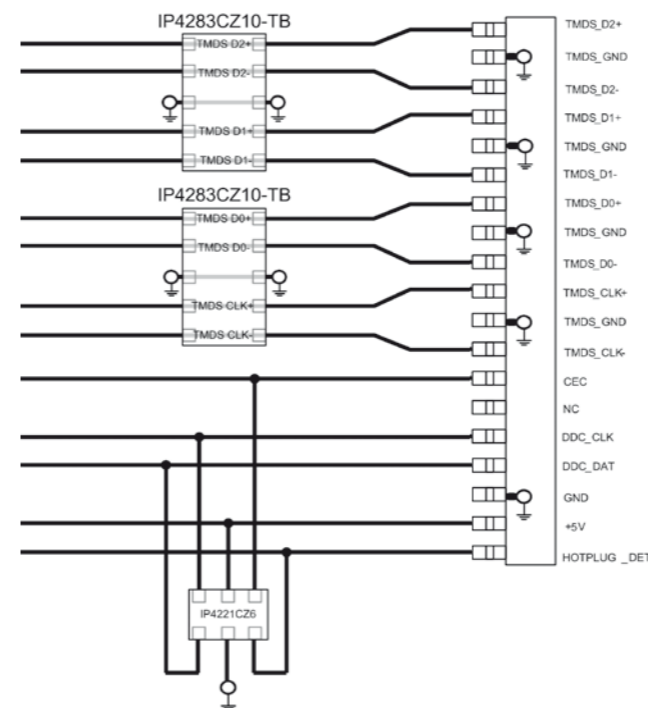 IP4283CZ10-TB
TMDS D2+
TMDS D2-
TMDS D1+
TMDS D1-
IP4283CZ10-TB
TMDS D0+
TMDS D0-
TMDS CLK+
TMDS CLK-
IP4221CZ6
TMDS_D2+
TMDS_GND
TMDS_D2-
TMDS_D1+
TMDS_GND
TMDS_D1-
TMDS_D0+
TMDS_GND
TMDS_D0-
TMDS_CLK+
TMDS_GND
TMDS_CLK-
CEC
NC
DDC_CLK
DDC_DAT
GND
+5V
HOTPLUG _DET